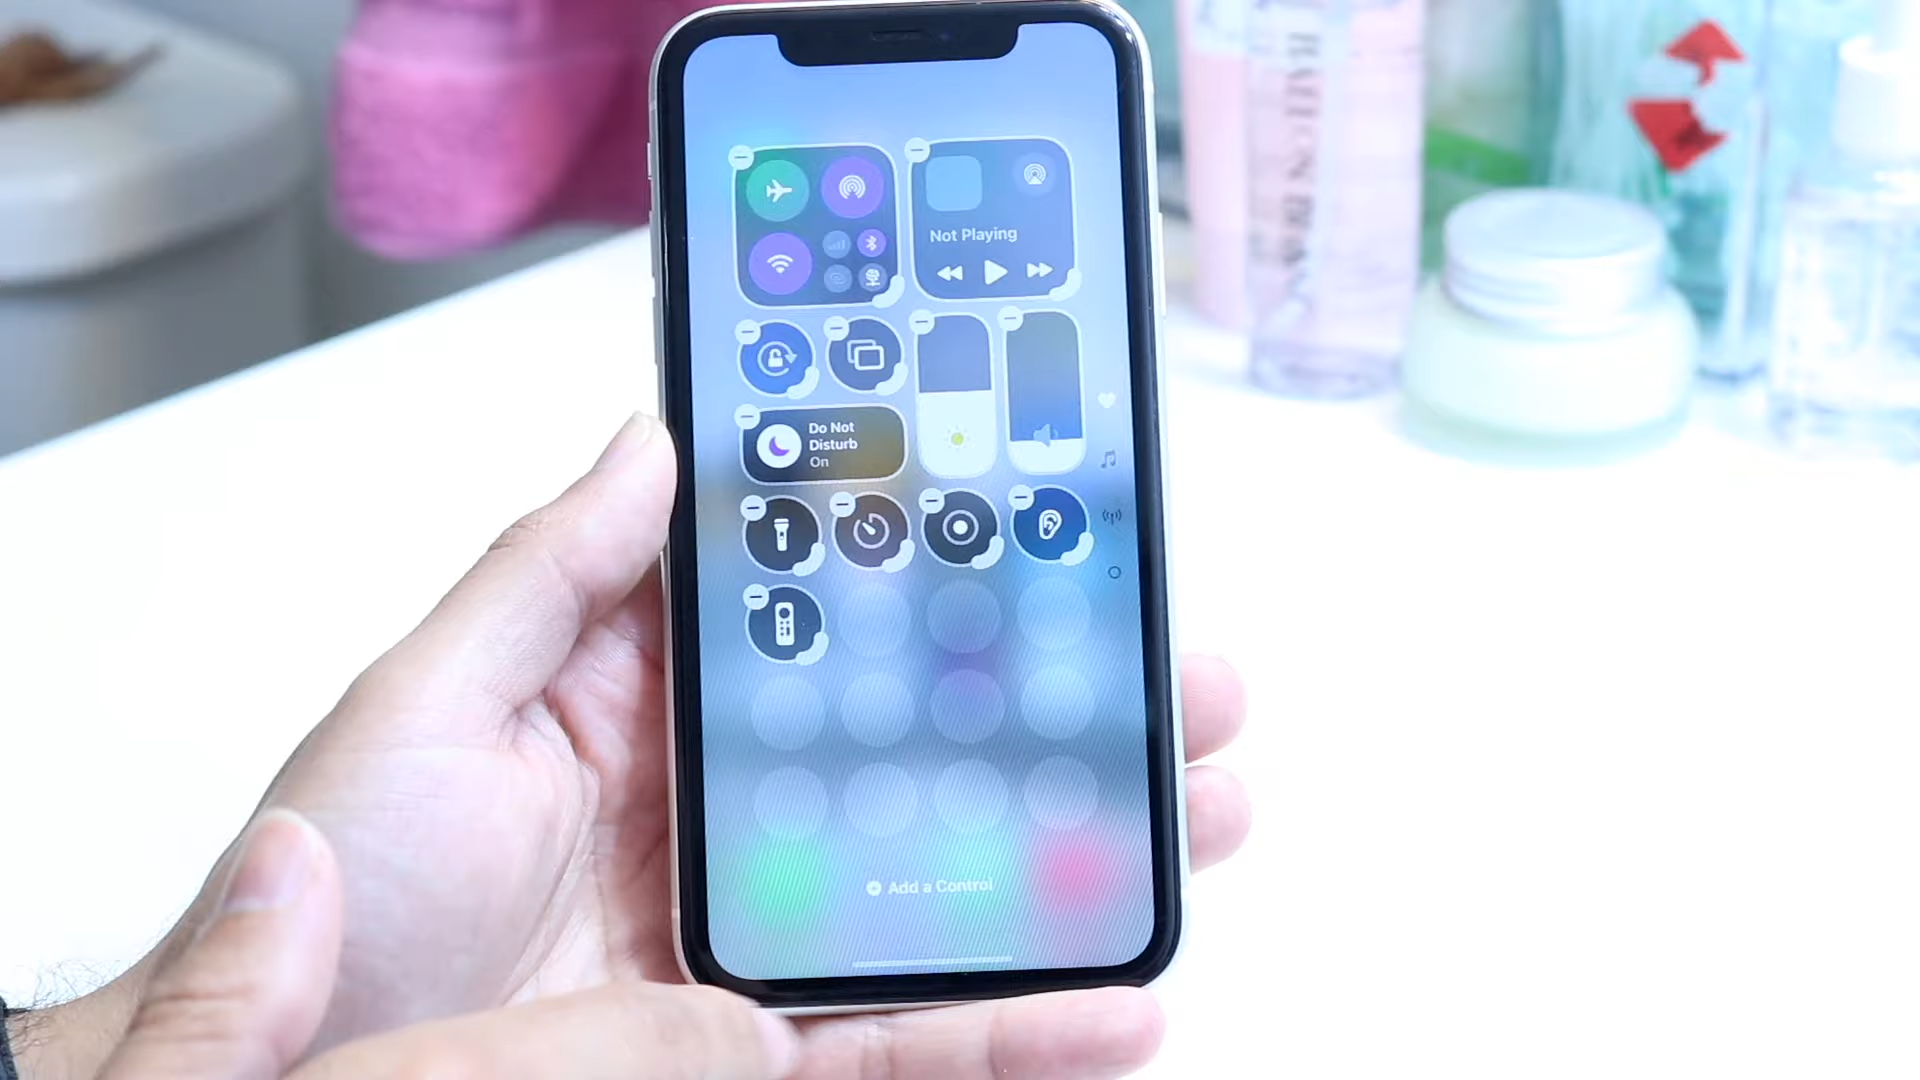 Not Playing
Do Not
Disturb
On
Add a Control